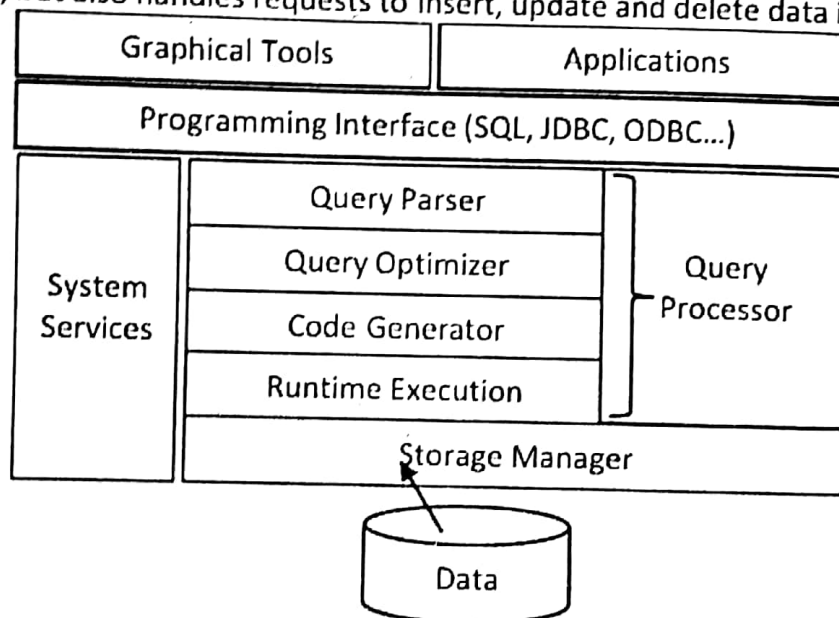 also handles requests to insert, update and delete data i
Graphical Tools
Applications
Programming Interface (SQL, JDBC, ODBC...)
Query Parser
Query Optimizer
Code Generator
Runtime Execution
System
Services
Query
Processor
Storage Manager
Data